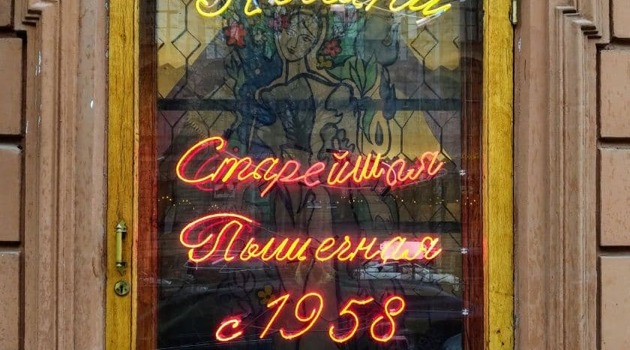 Старейшая
Пышечная
с 1958